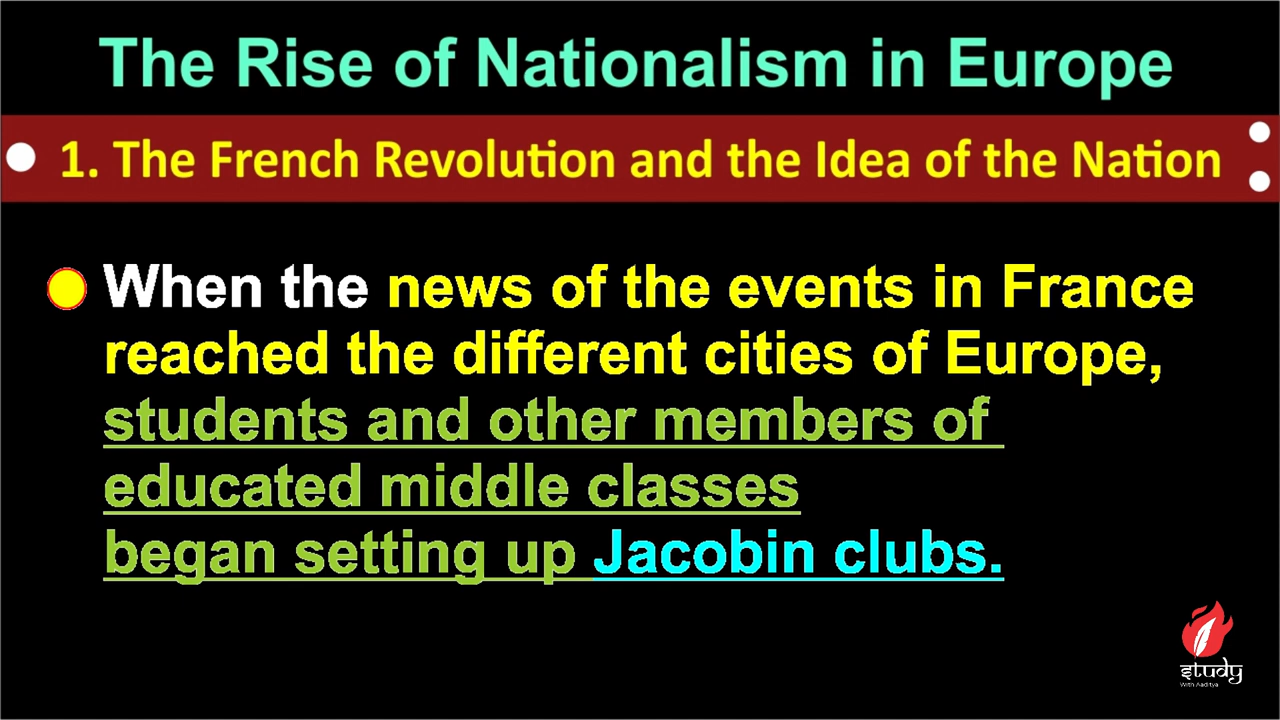 The Rise of Nationalism in Europe
1. The French Revolution and the Idea of the Nation
When the news of the events in France
reached the different cities of Europe,
students and other members of
educated middle classes
began setting up Jacobin clubs.
study
With Aaditya